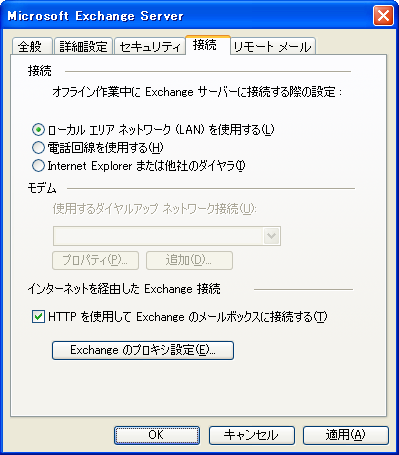 Microsoft Exchange Server
全般 詳細設定 セキュリティ 接続 リモート メール
接続
オフライン作業中に Exchange サーバーに接続する際の設定 :
ローカル エリア ネットワーク (LAN) を使用する(L)
電話回線を使用する(H)
Internet Explorer または他社のダイヤラ(I)
モデム
使用するダイヤルアップ ネットワーク接続(U):
プロパティ(P)... 追加(D)...
インターネットを経由した Exchange 接続
HTTP を使用して Exchange のメールボックスに接続する(T)
Exchange のプロキシ設定(E)...
OK キャンセル 適用(A)